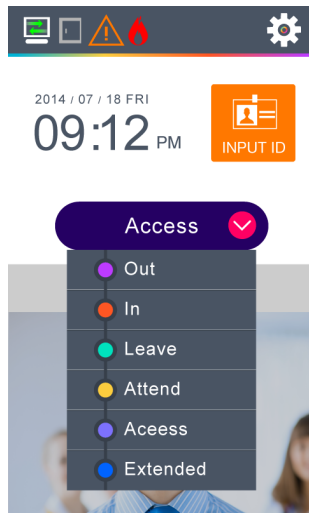 2014 / 07 / 18 FRI
09:12 PM
INPUT ID
Access
Out
In
Leave
Attend
Aceess
Extended